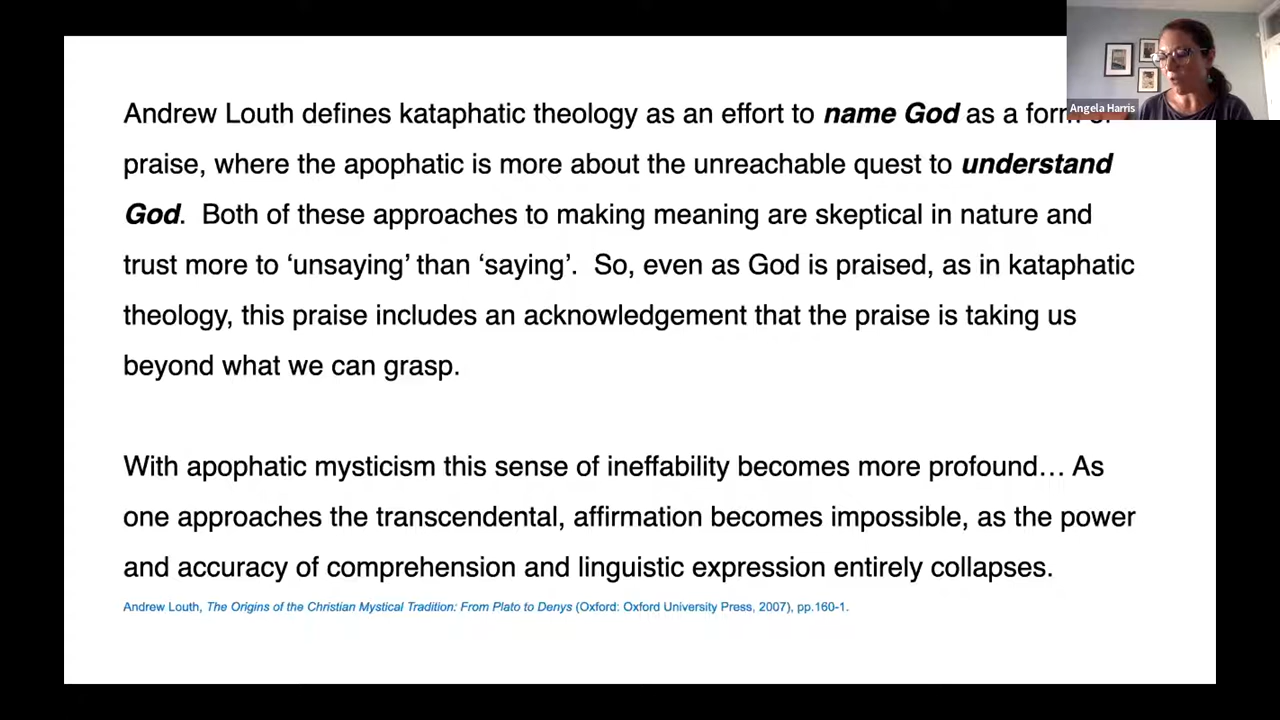 Andrew Louth defines kataphatic theology as an effort to name God as a form
praise, where the apophatic is more about the unreachable quest to understand
God. Both of these approaches to making meaning are skeptical in nature and
trust more to ‘unsaying’ than ‘saying’. So, even as God is praised, as in kataphatic
theology, this praise includes an acknowledgement that the praise is taking us
beyond what we can grasp.
With apophatic mysticism this sense of ineffability becomes more profound… As
one approaches the transcendental, affirmation becomes impossible, as the power
and accuracy of comprehension and linguistic expression entirely collapses.
Andrew Louth, The Origins of the Christian Mystical Tradition: From Plato to Denys (Oxford: Oxford University Press, 2007), pp.160-1.
Angela Harris